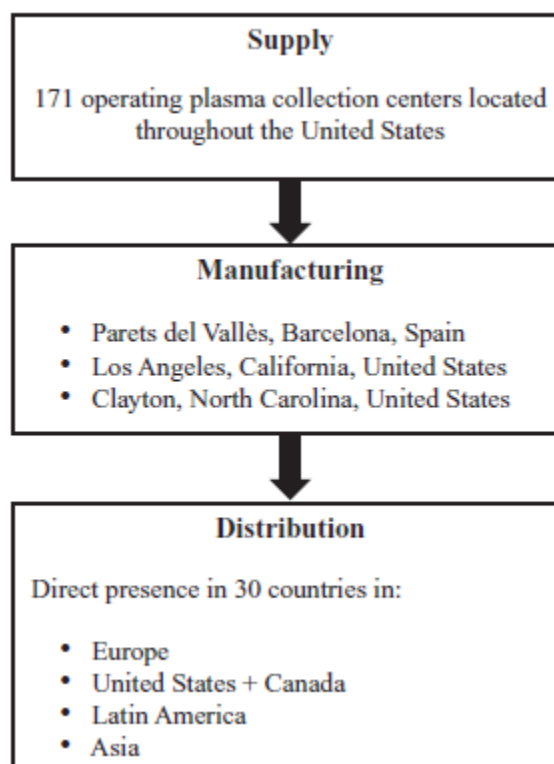 Supply
171 operating plasma collection centers located
throughout the United States
Manufacturing
• Parets del Vallès, Barcelona, Spain
• Los Angeles, California, United States
• Clayton, North Carolina, United States
Distribution
Direct presence in 30 countries in:
• Europe
• United States + Canada
• Latin America
• Asia